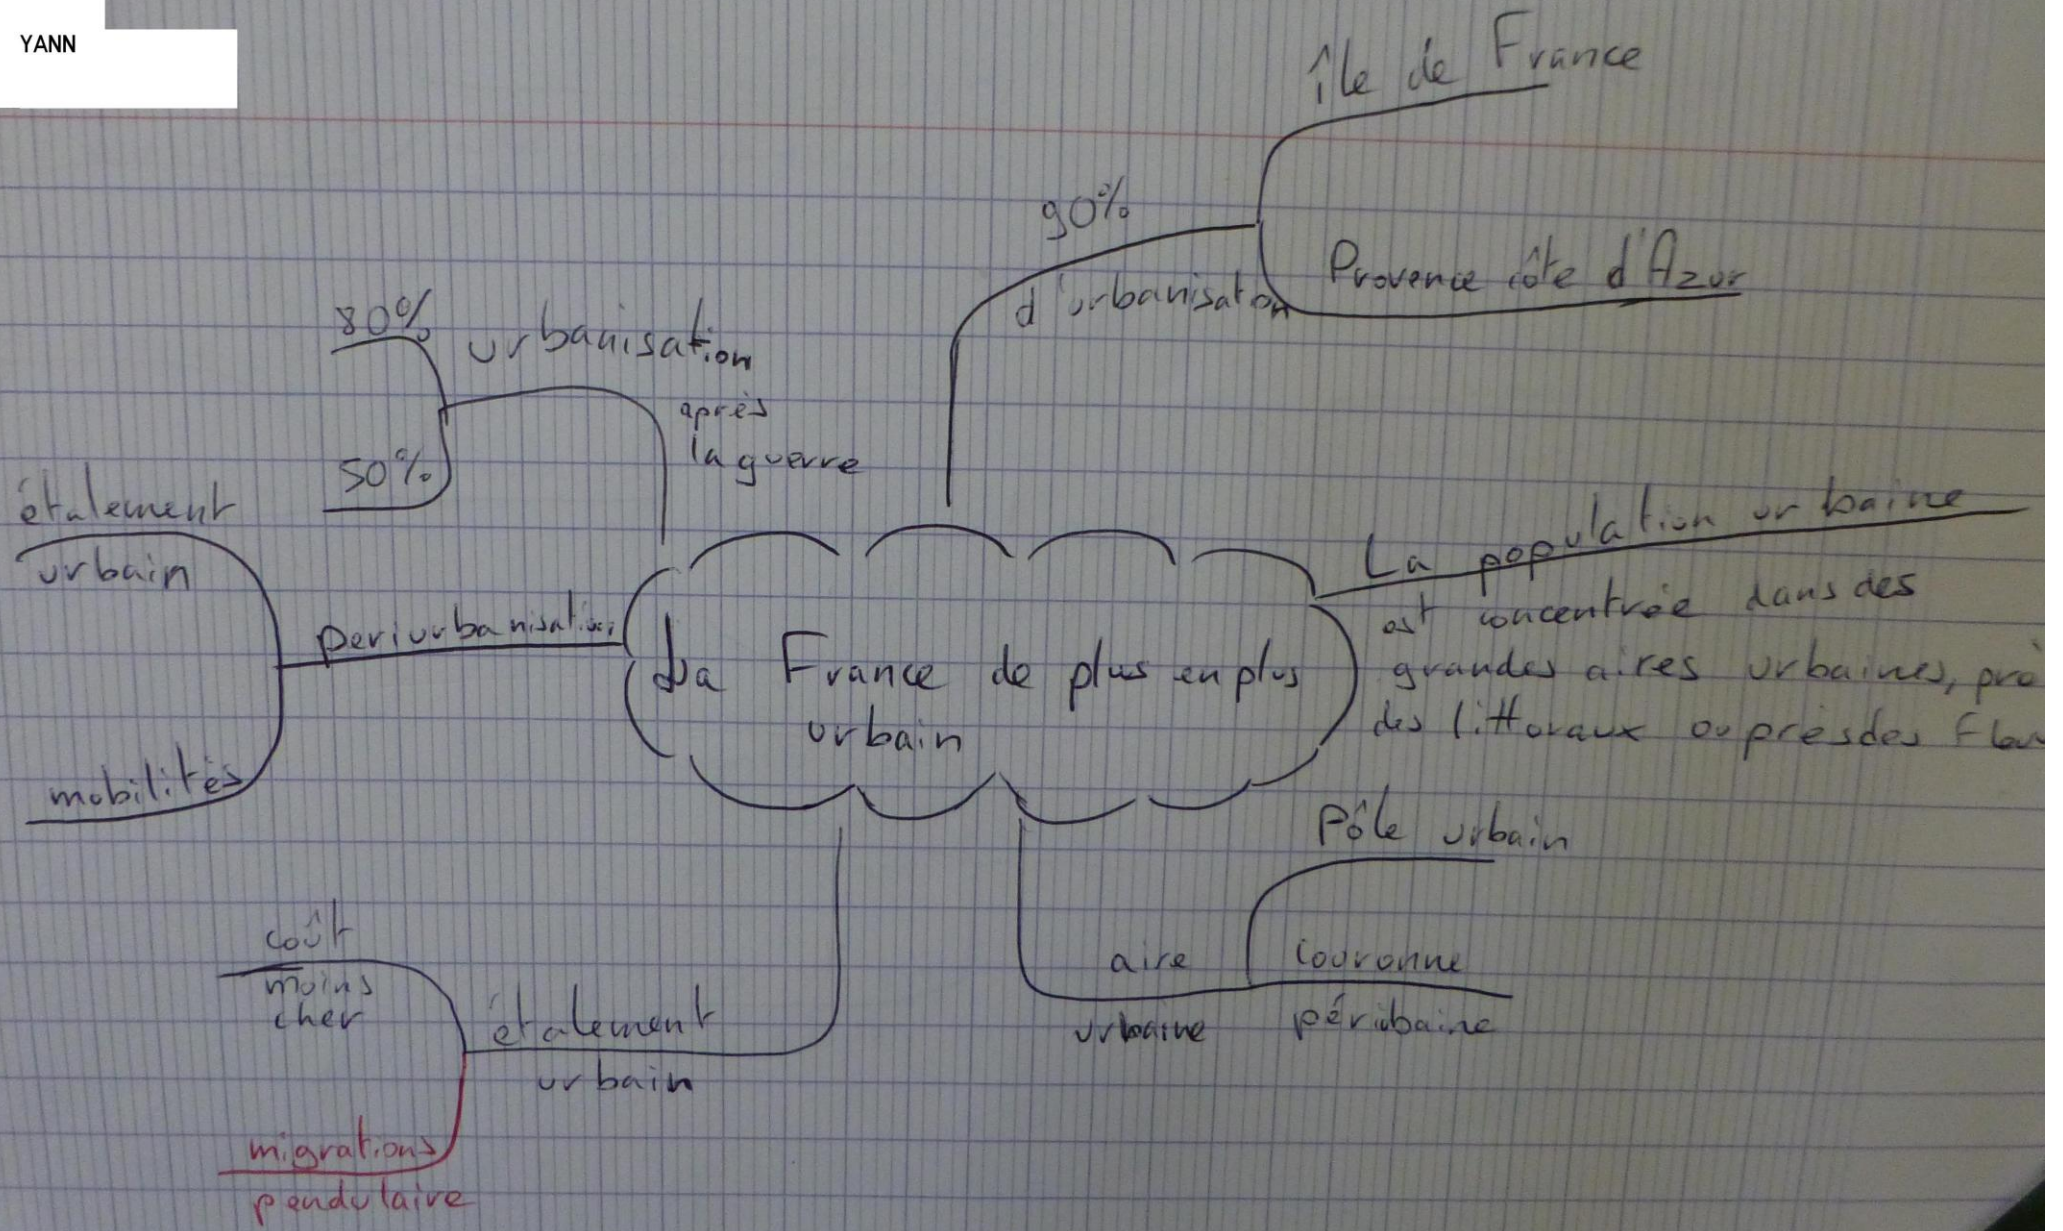 YANN
île de France
90%
d'urbanisation
Provence côte d'Azur
80%
urbanisation
après
la guerre
50%
étalement
urbain
periurbanisation
mobilités
La France de plus en plus
urbain
La population urbaine
est concentrée dans des
grandes aires urbaines, prè
des littoraux ou près des
Pôle urbain
aire
urbaine
couronne
péribaine
coût
moins
cher
étalement
urbain
migrations
pendulaire